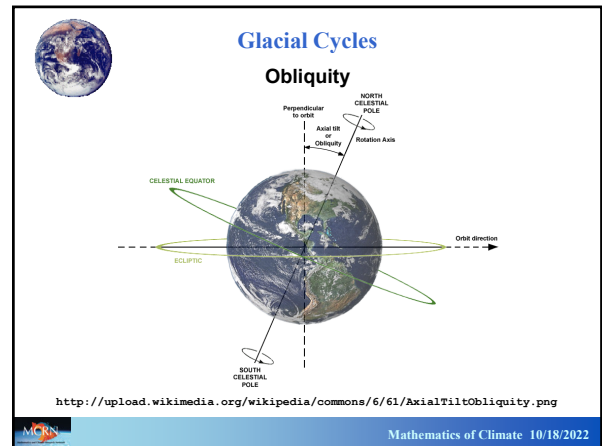 Glacial Cycles
Obliquity
NORTH
CELESTIAL
POLE
Perpendicular
to orbit
Axial tilt
or
Obliquity
Rotation Axis
CELESTIAL EQUATOR
Orbit direction
ECLIPTIC
SOUTH
CELESTIAL
POLE
http://upload.wikimedia.org/wikipedia/commons/6/61/AxialTiltObliquity.png
MCRN
Mathematics of Climate 10/18/2022